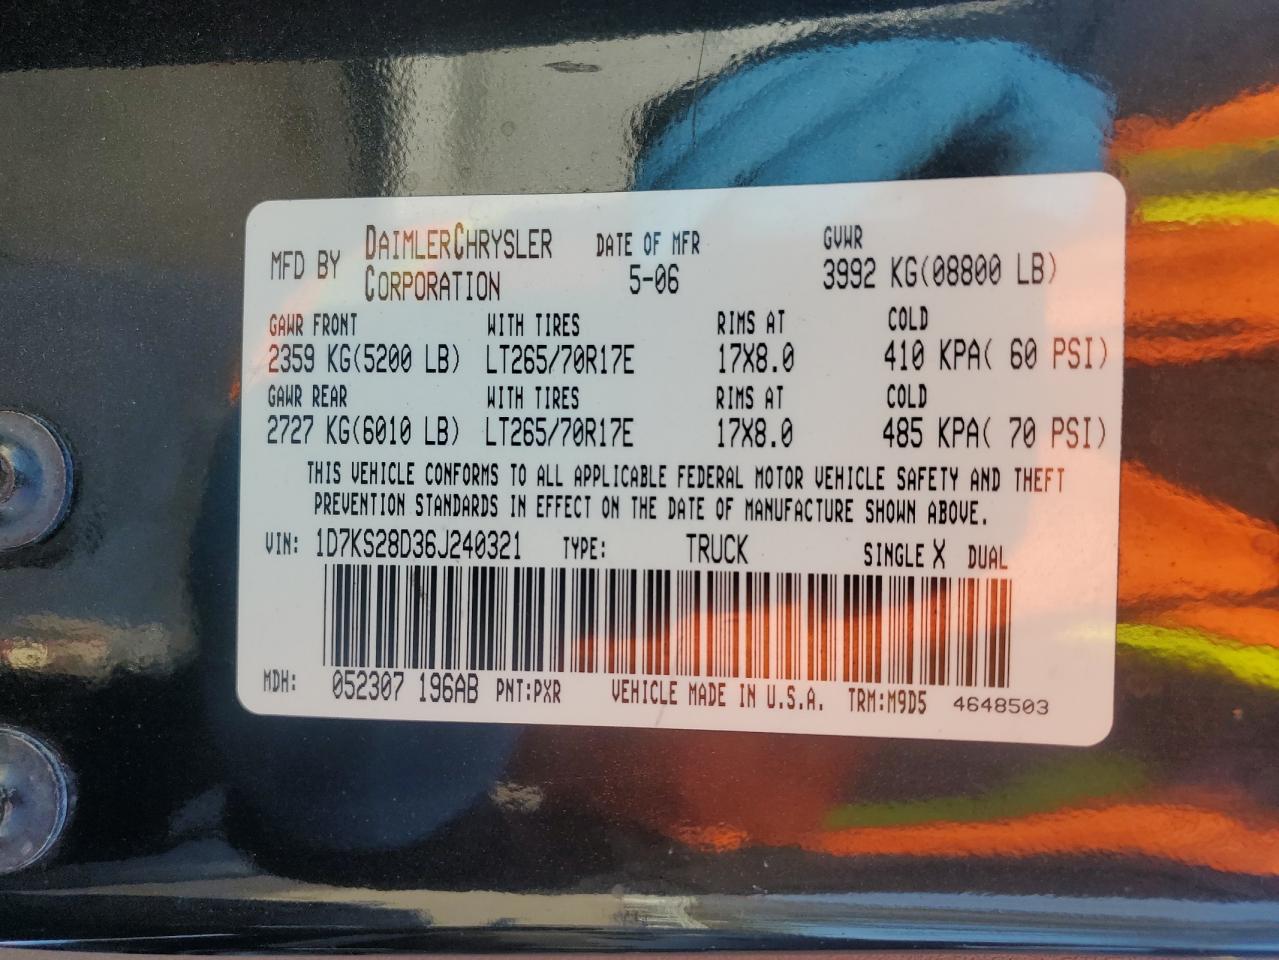 MFD BY DAIMLERCHRYSLER CORPORATION DATE OF MFR 5-06 GVWR 3992 KG(08800 LB)
GAWR FRONT WITH TIRES RIMS AT COLD
2359 KG(5200 LB) LT265/70R17E 17X8.0 410 KPA( 60 PSI)
GAWR REAR WITH TIRES RIMS AT COLD
2727 KG(6010 LB) LT265/70R17E 17X8.0 485 KPA( 70 PSI)
THIS VEHICLE CONFORMS TO ALL APPLICABLE FEDERAL MOTOR VEHICLE SAFETY AND THEFT
PREVENTION STANDARDS IN EFFECT ON THE DATE OF MANUFACTURE SHOWN ABOVE.
VIN: 1D7KS28D36J240321 TYPE: TRUCK SINGLE X DUAL
MDH: 052307 196AB PNT:PXR VEHICLE MADE IN U.S.A. TRM:M9D5 4648503